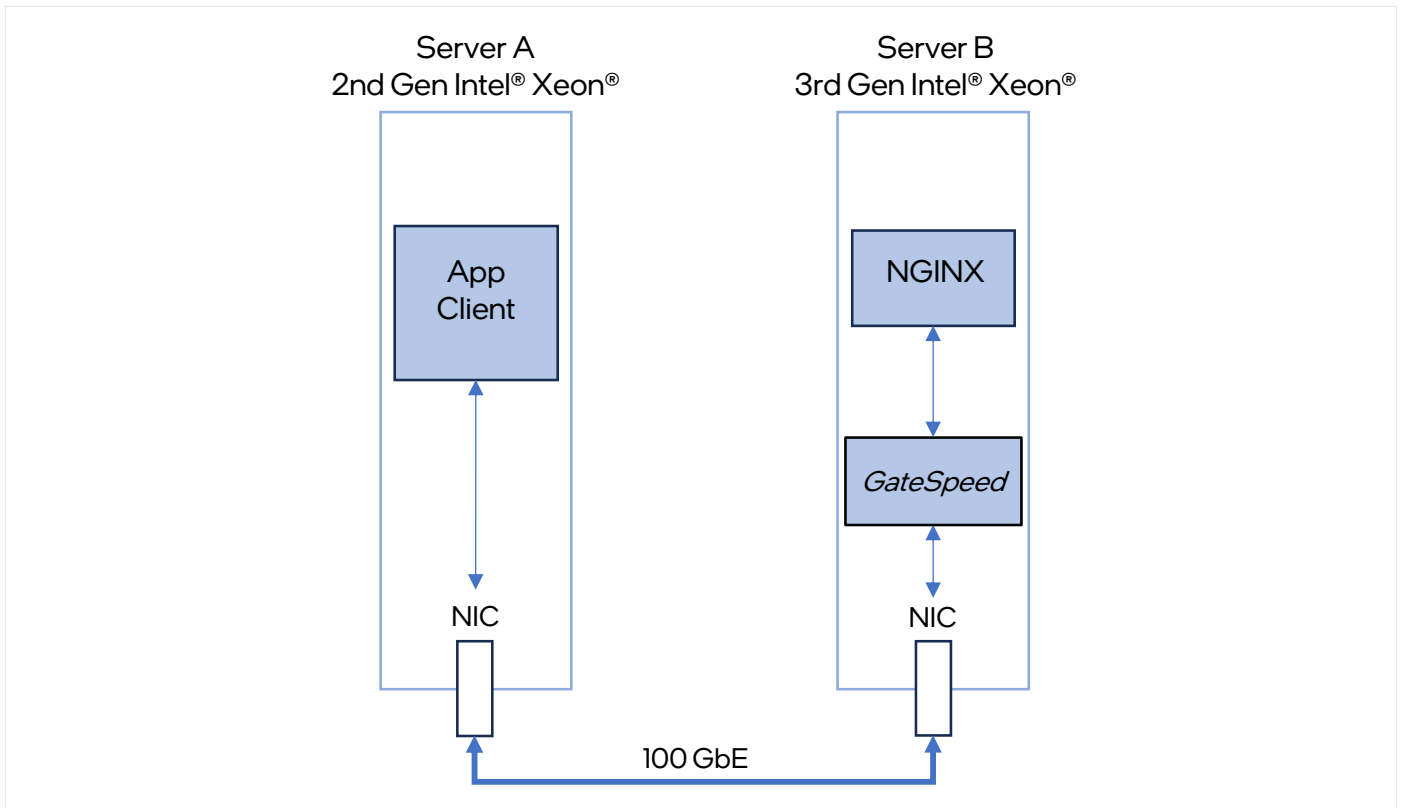 Server A
2nd Gen Intel® Xeon®
Server B
3rd Gen Intel® Xeon®
App
Client
NGINX
GateSpeed
NIC
NIC
100 GbE